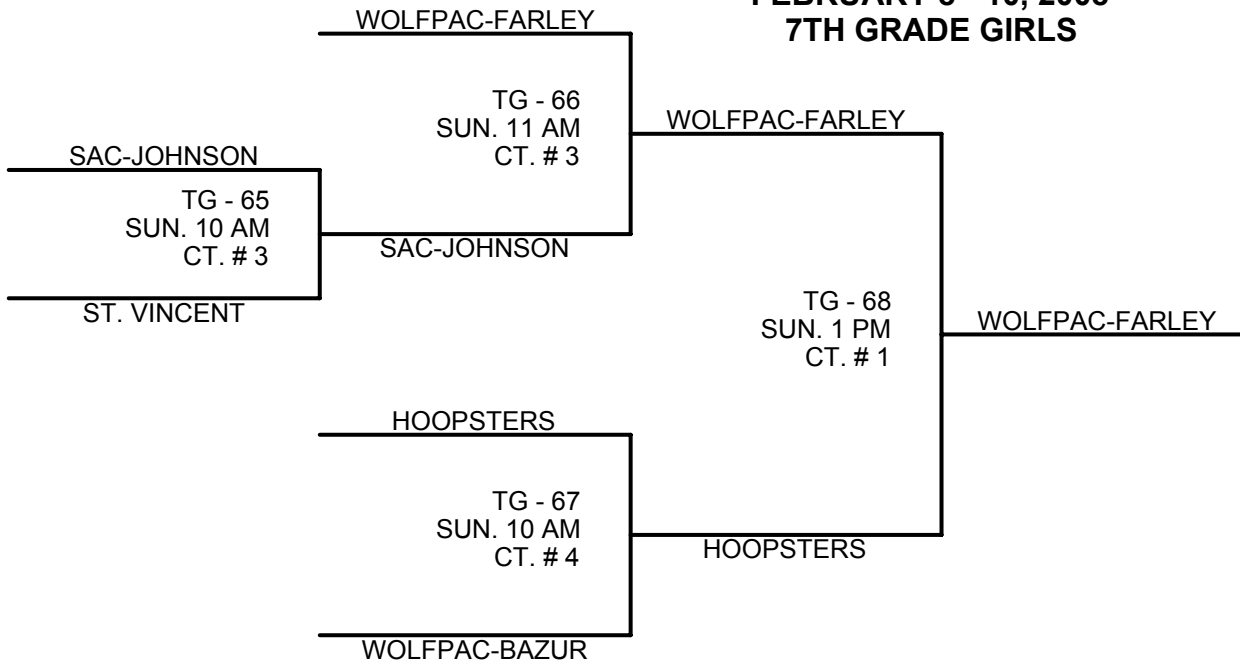 7TH GRADE GIRLS
WOLFPAC-FARLEY
TG - 66
SUN. 11 AM
CT. # 3
WOLFPAC-FARLEY
SAC-JOHNSON
TG - 65
SUN. 10 AM
CT. # 3
SAC-JOHNSON
ST. VINCENT
TG - 68
SUN. 1 PM
CT. # 1
WOLFPAC-FARLEY
HOOPSTERS
TG - 67
SUN. 10 AM
CT. # 4
HOOPSTERS
WOLFPAC-BAZUR